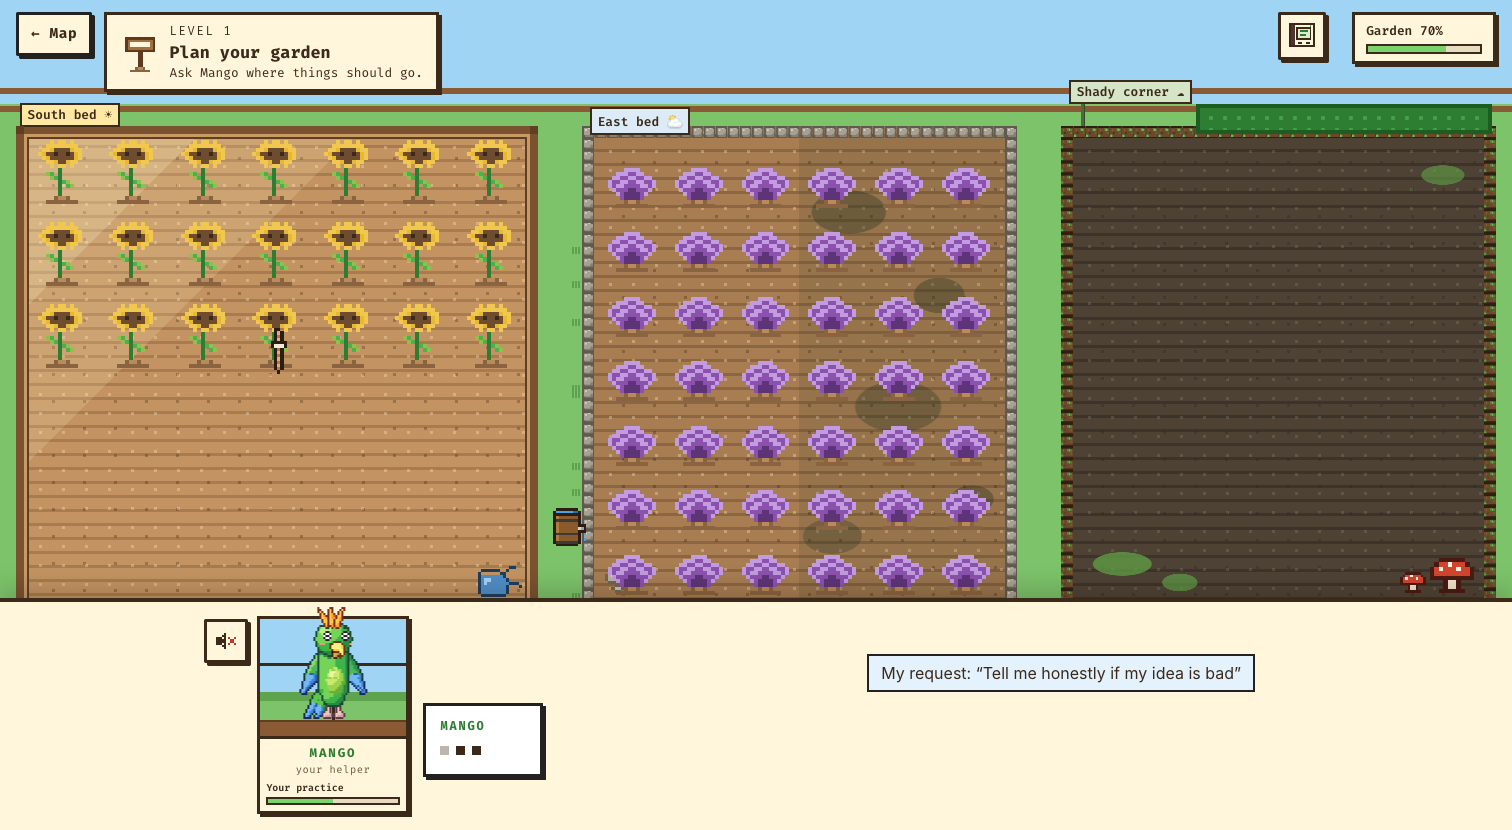 ← Map
LEVEL 1
Plan your garden
Ask Mango where things should go.
Garden 70%
South bed ☀
East bed 🌤
Shady corner ☁
My request: “Tell me honestly if my idea is bad”
MANGO
MANGO
your helper
Your practice